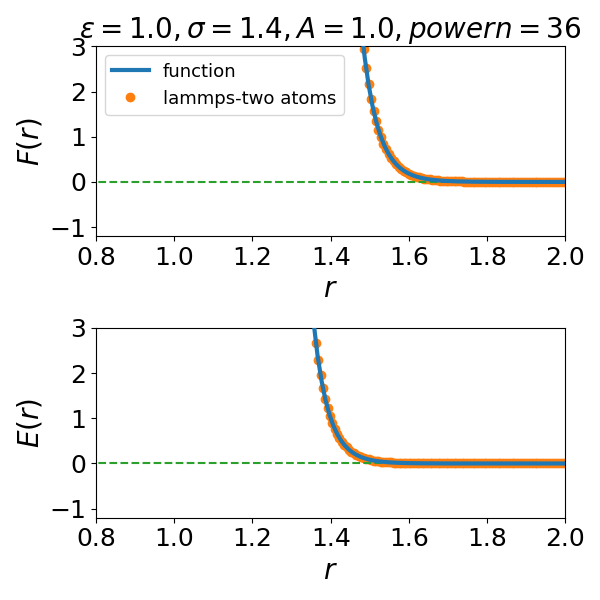 ε = 1.0, σ = 1.4, A = 1.0, powern = 36
3
2
1
0
−1
F(r)
function
lammps-two atoms
0.8 1.0 1.2 1.4 1.6 1.8 2.0
r
3
2
1
0
−1
E(r)
0.8 1.0 1.2 1.4 1.6 1.8 2.0
r